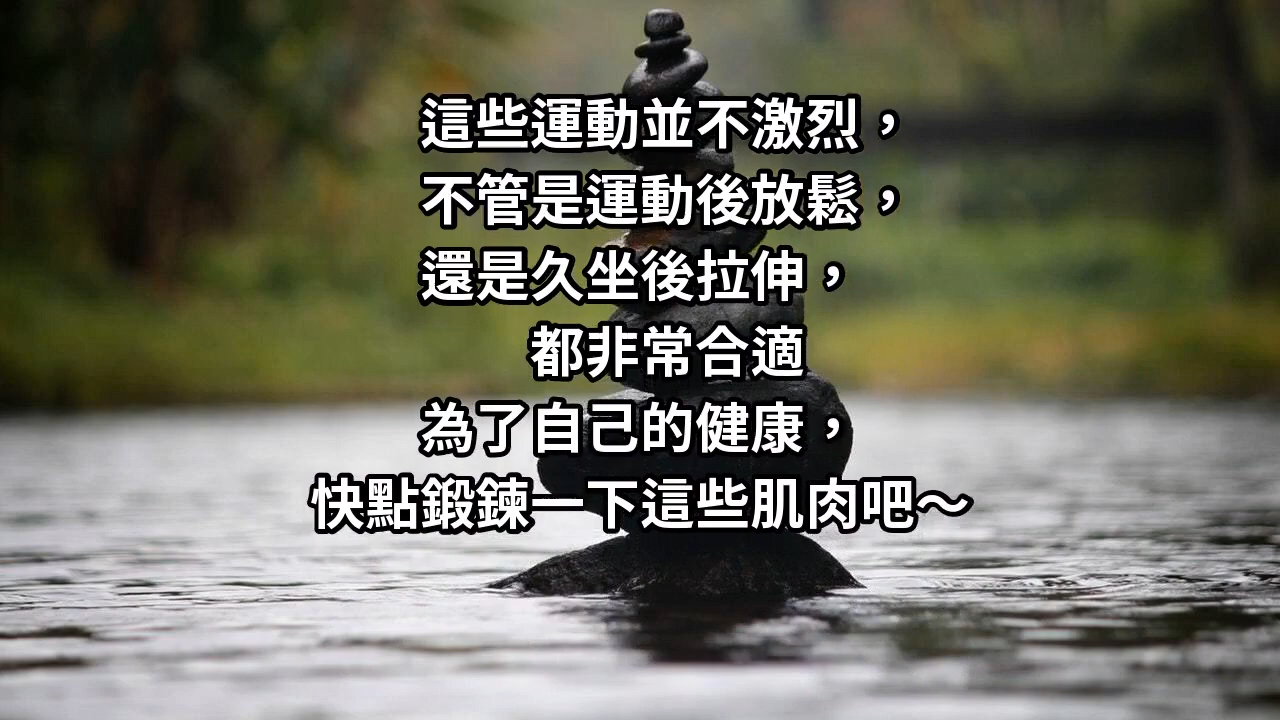 這些運動並不激烈，
不管是運動後放鬆，
還是久坐後拉伸，
都非常合適
為了自己的健康，
快點鍛鍊一下這些肌肉吧～